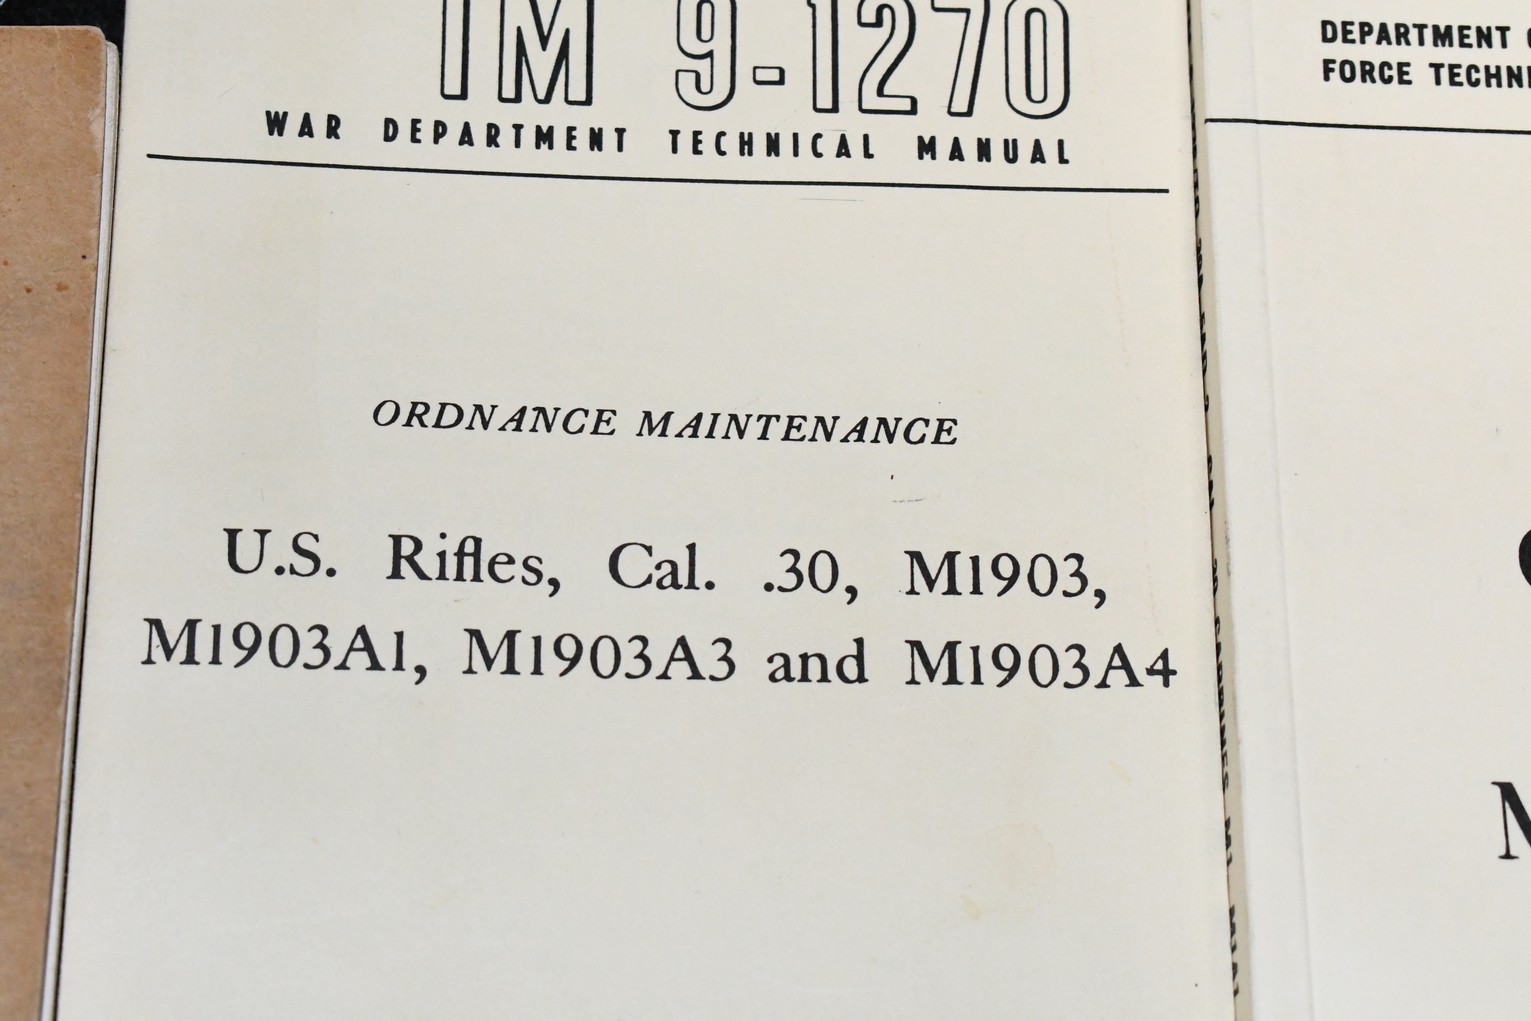 TM 9-1270
WAR DEPARTMENT TECHNICAL MANUAL
ORDNANCE MAINTENANCE
U.S. Rifles, Cal. .30, M1903,
M1903A1, M1903A3 and M1903A4
DEPARTMENT
FORCE